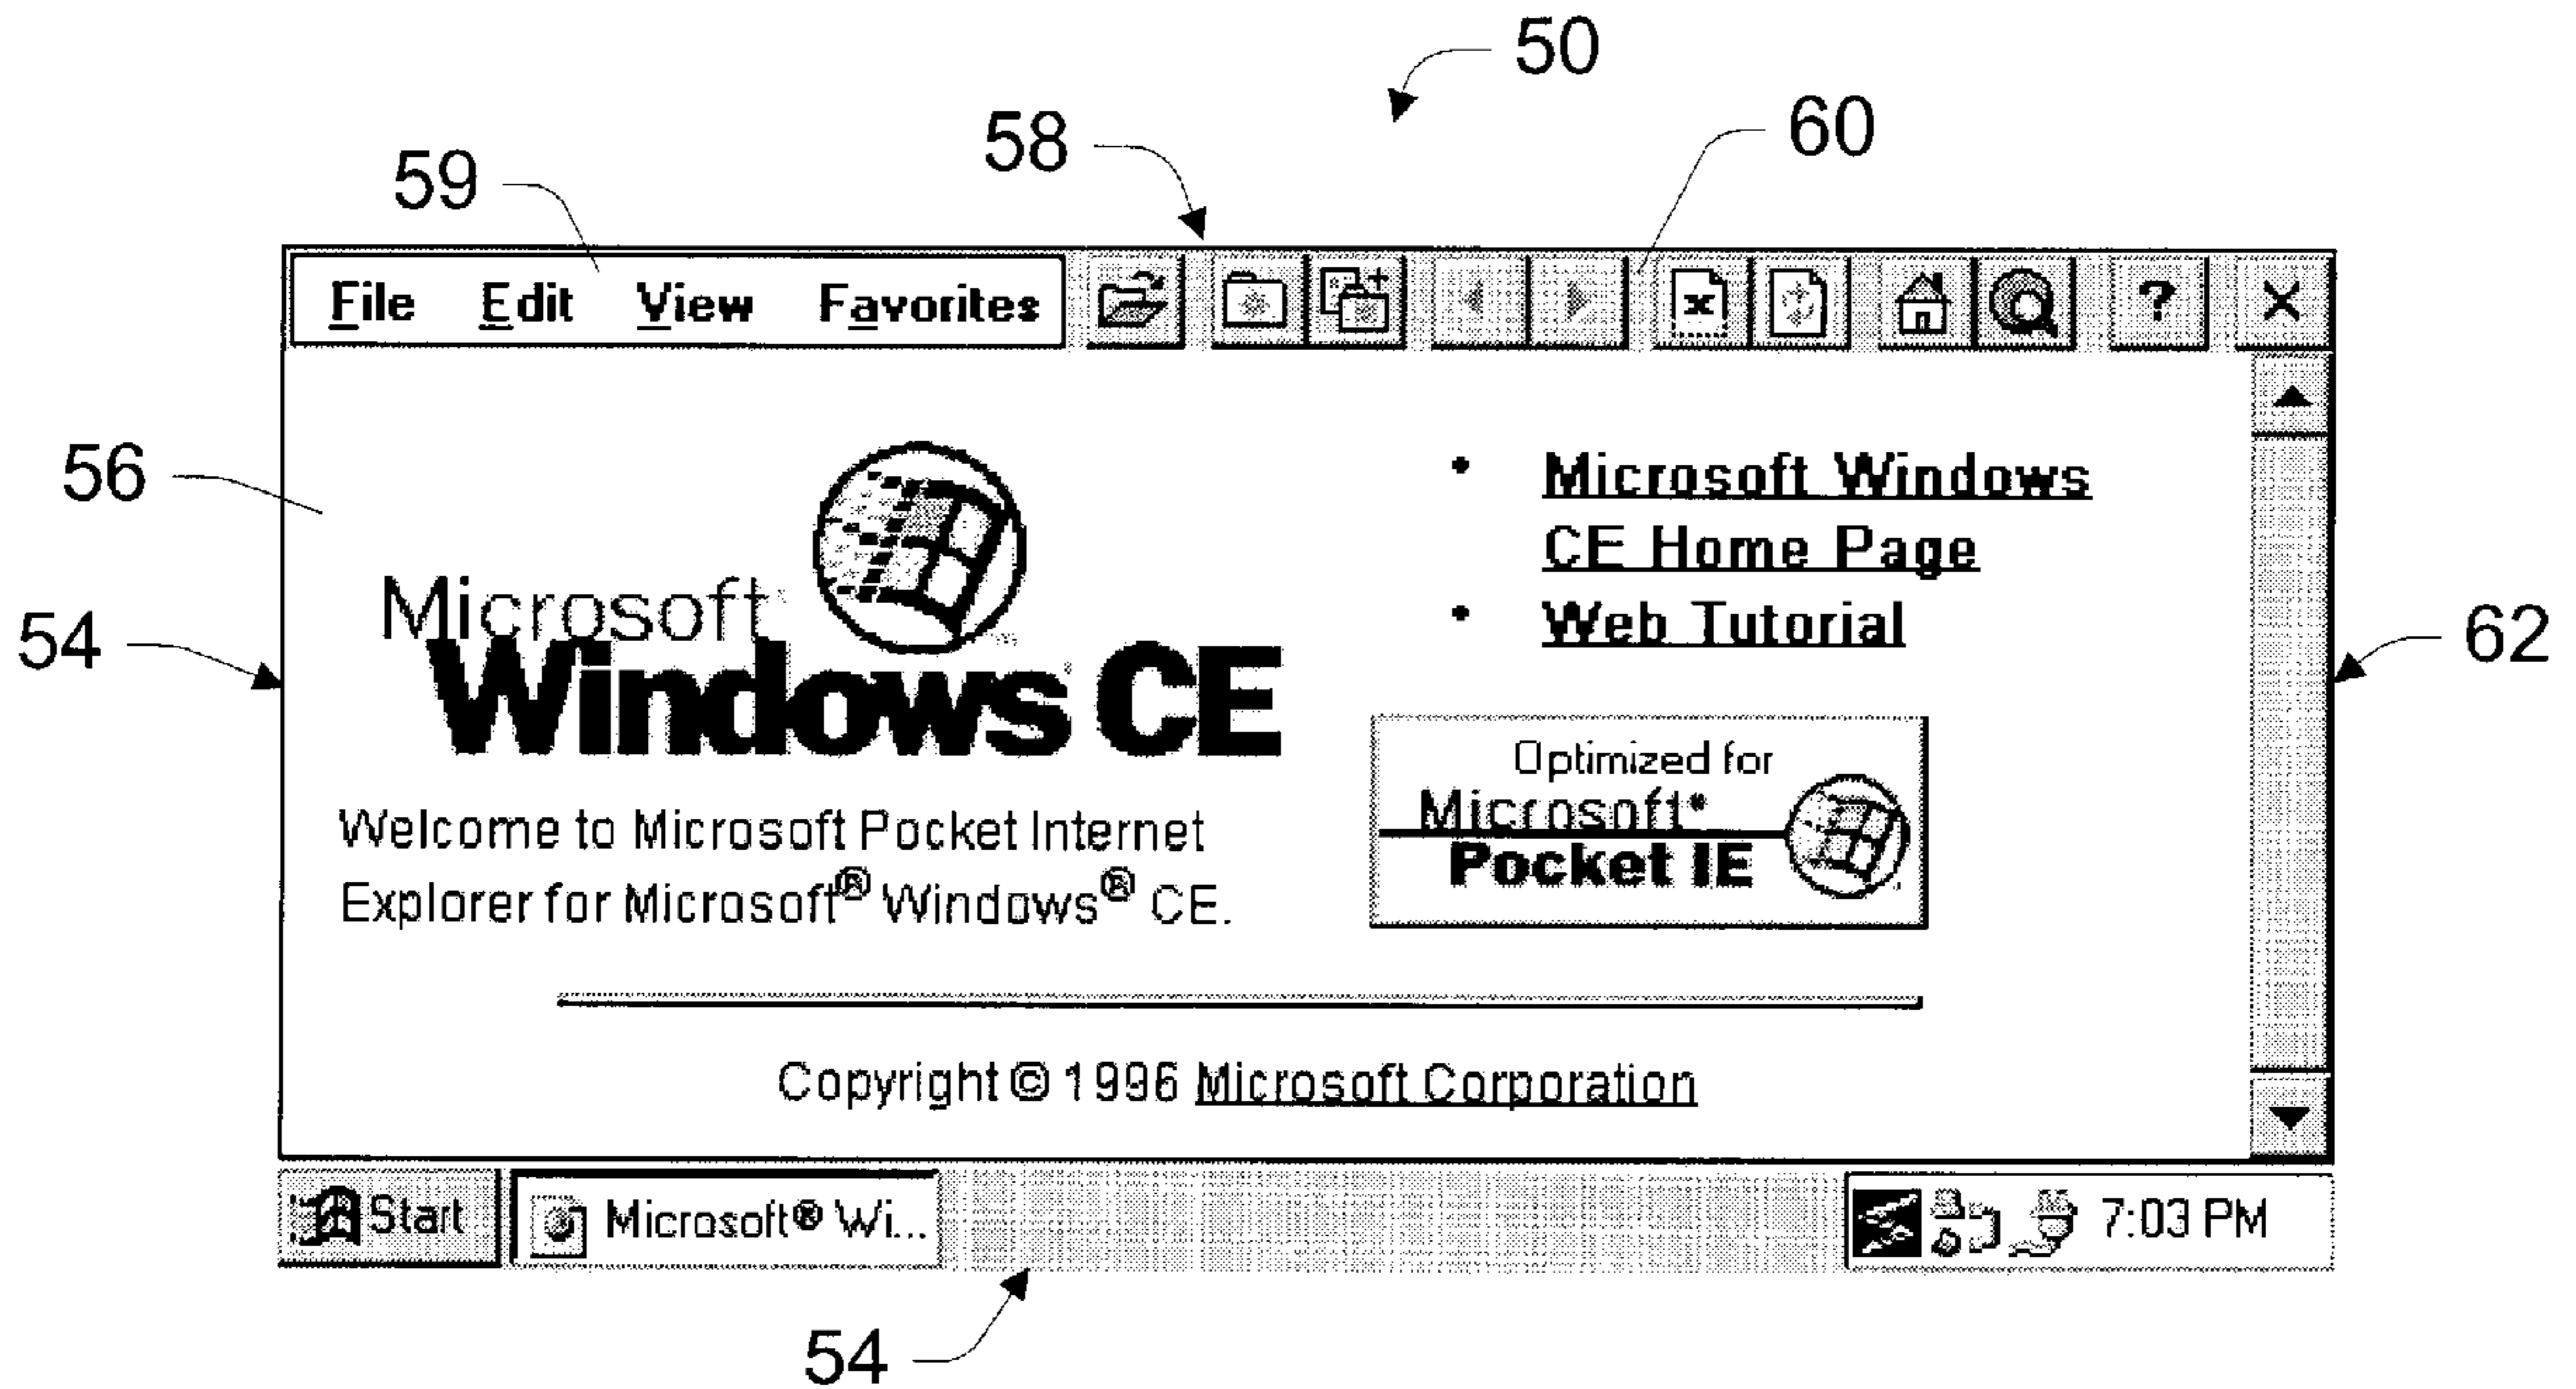 50
58
60
59
File Edit View Favorites ? X
56
Microsoft
Windows CE
• Microsoft Windows
CE Home Page
• Web Tutorial
54
62
Welcome to Microsoft Pocket Internet
Explorer for Microsoft® Windows® CE.
Optimized for
Microsoft®
Pocket IE
Copyright © 1996 Microsoft Corporation
Start Microsoft® Wi... 7:03 PM
54